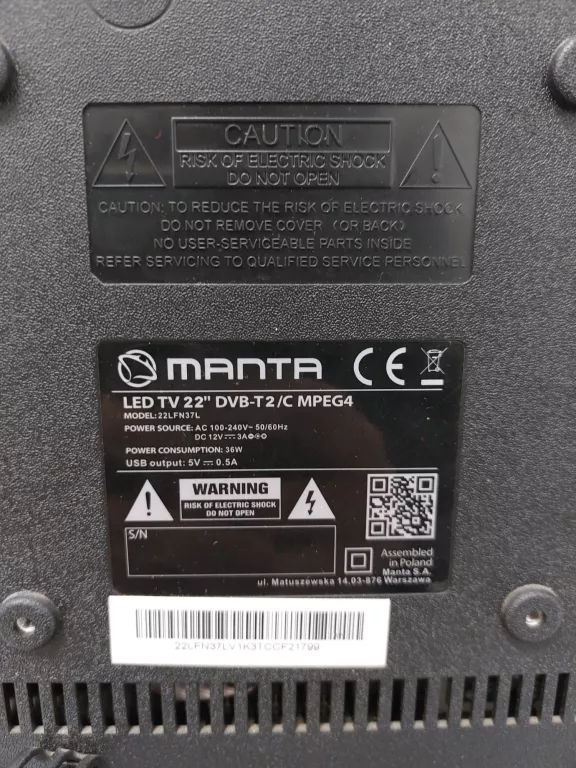 CAUTION
RISK OF ELECTRIC SHOCK
DO NOT OPEN
CAUTION: TO REDUCE THE RISK OF ELECTRIC SHOCK
DO NOT REMOVE COVER (OR BACK)
NO USER-SERVICEABLE PARTS INSIDE
REFER SERVICING TO QUALIFIED SERVICE PERSONNEL
MANTA CE
LED TV 22" DVB-T2/C MPEG4
MODEL: 22LFN37L
POWER SOURCE: AC 100-240V~ 50/60Hz
DC 12V⎓3A
POWER CONSUMPTION: 36W
USB output: 5V⎓0.5A
WARNING
RISK OF ELECTRIC SHOCK
DO NOT OPEN
S/N
Assembled
in Poland
Manta S.A.
ul. Matuszewska 14.03-876 Warszawa
22LFN37LV1K3TCCF21799